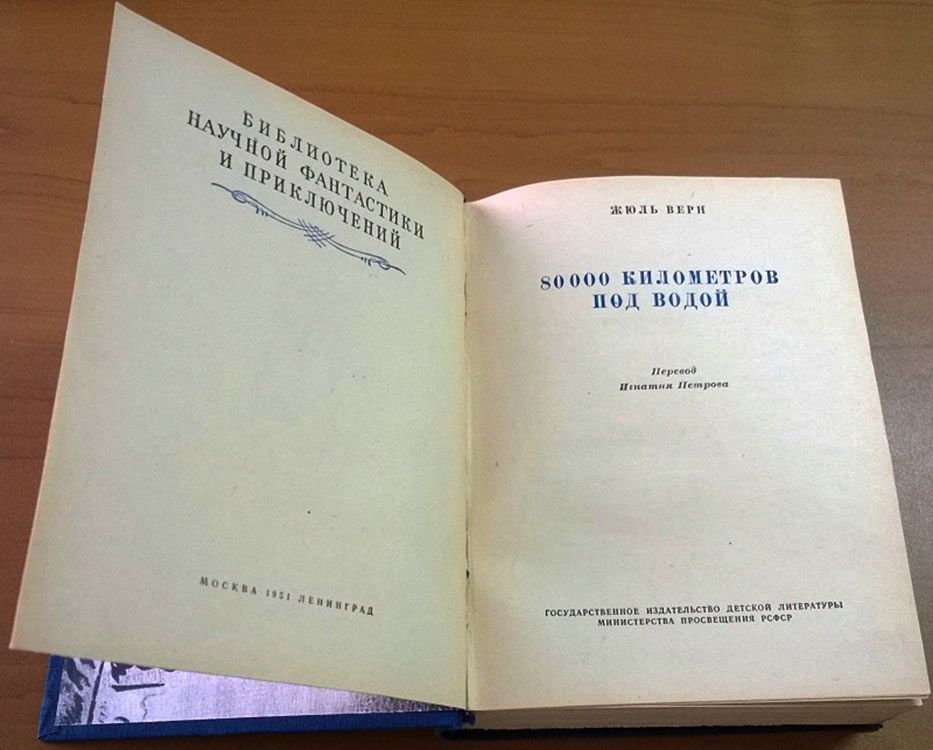 БИБЛИОТЕКА
НАУЧНОЙ ФАНТАСТИКИ
И ПРИКЛЮЧЕНИЙ
МОСКВА 1951 ЛЕНИНГРАД
ЖЮЛЬ ВЕРН
80000 КИЛОМЕТРОВ
ПОД ВОДОЙ
Перевод
Игнатия Петрова
ГОСУДАРСТВЕННОЕ ИЗДАТЕЛЬСТВО ДЕТСКОЙ ЛИТЕРАТУРЫ
МИНИСТЕРСТВА ПРОСВЕЩЕНИЯ РСФСР